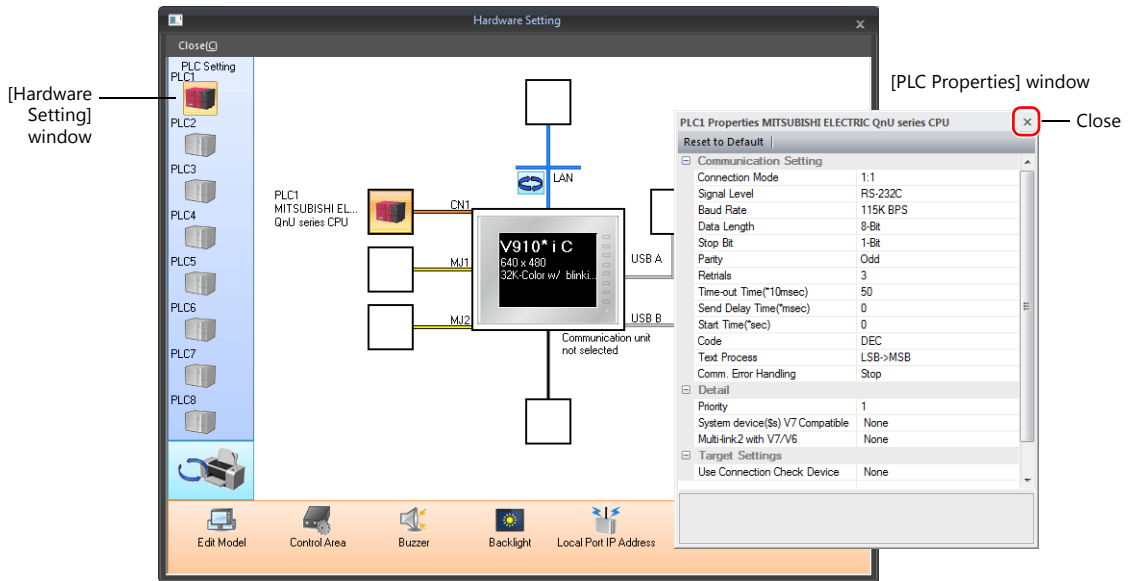 Hardware Setting
x
Close(C)
PLC Setting
PLC1
PLC2
PLC3
PLC4
PLC5
PLC6
PLC7
PLC8
[Hardware
Setting]
window
PLC1
MITSUBISHI EL...
QnU series CPU
LAN
CN1
MJ1
MJ2
V910* i C
640 x 480
32K-Color w/ blinki...
USB A
USB B
Communication unit
not selected
Edit Model
Control Area
Buzzer
Backlight
Local Port IP Address
[PLC Properties] window
Close
PLC1 Properties MITSUBISHI ELECTRIC QnU series CPU
Reset to Default
Communication Setting
Connection Mode 1:1
Signal Level RS-232C
Baud Rate 115K BPS
Data Length 8-Bit
Stop Bit 1-Bit
Parity Odd
Retrials 3
Time-out Time(*10msec) 50
Send Delay Time(*msec) 0
Start Time(*sec) 0
Code DEC
Text Process LSB->MSB
Comm. Error Handling Stop
Detail
Priority 1
System device($s) V7 Compatible None
Multi-link2 with V7/V6 None
Target Settings
Use Connection Check Device None